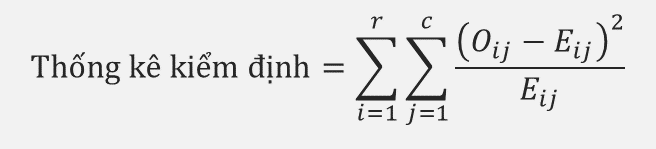 Thống kê kiểm định = \sum_{i=1}^{r} \sum_{j=1}^{c} \frac{(O_{ij} - E_{ij})^2}{E_{ij}}